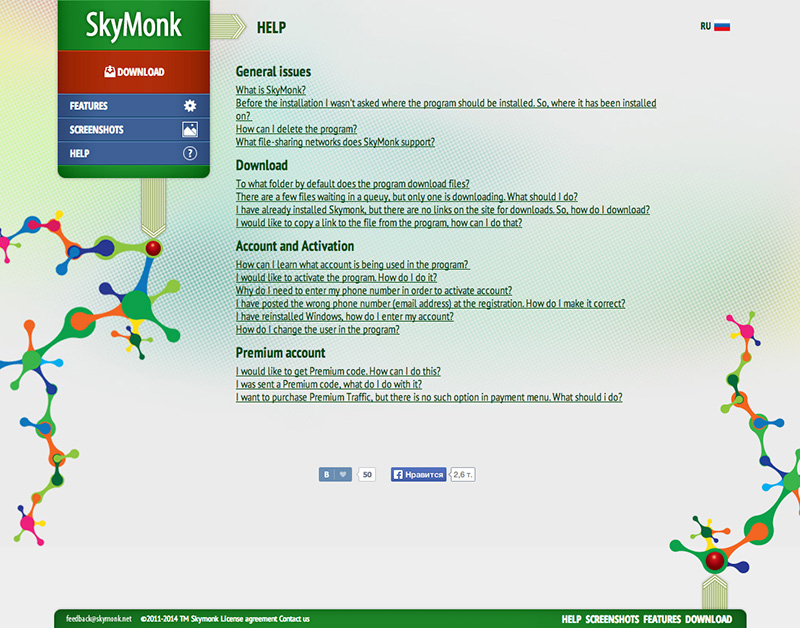 SkyMonk
DOWNLOAD
FEATURES
SCREENSHOTS
HELP
?
HELP
RU
General issues
What is SkyMonk?
Before the installation I wasn't asked where the program should be installed. So, where it has been installed
on?
How can I delete the program?
What file-sharing networks does SkyMonk support?
Download
To what folder by default does the program download files?
There are a few files waiting in a queuy, but only one is downloading. What should I do?
I have already installed Skymonk, but there are no links on the site for downloads. So, how do I download?
I would like to copy a link to the file from the program, how can I do that?
Account and Activation
How can I learn what account is being used in the program?
I would like to activate the program. How do I do it?
Why do I need to enter my phone number in order to activate account?
I have posted the wrong phone number (email address) at the registration. How do I make it correct?
I have reinstalled Windows, how do I enter my account?
How do I change the user in the program?
Premium account
I would like to get Premium code. How can I do this?
I was sent a Premium code, what do I do with it?
I want to purchase Premium Traffic, but there is no such option in payment menu. What should i do?
В 50 f Нравится 2,6 т.
feedback@skymonk.net ©2011-2014 TM Skymonk License agreement Contact us HELP SCREENSHOTS FEATURES DOWNLOAD